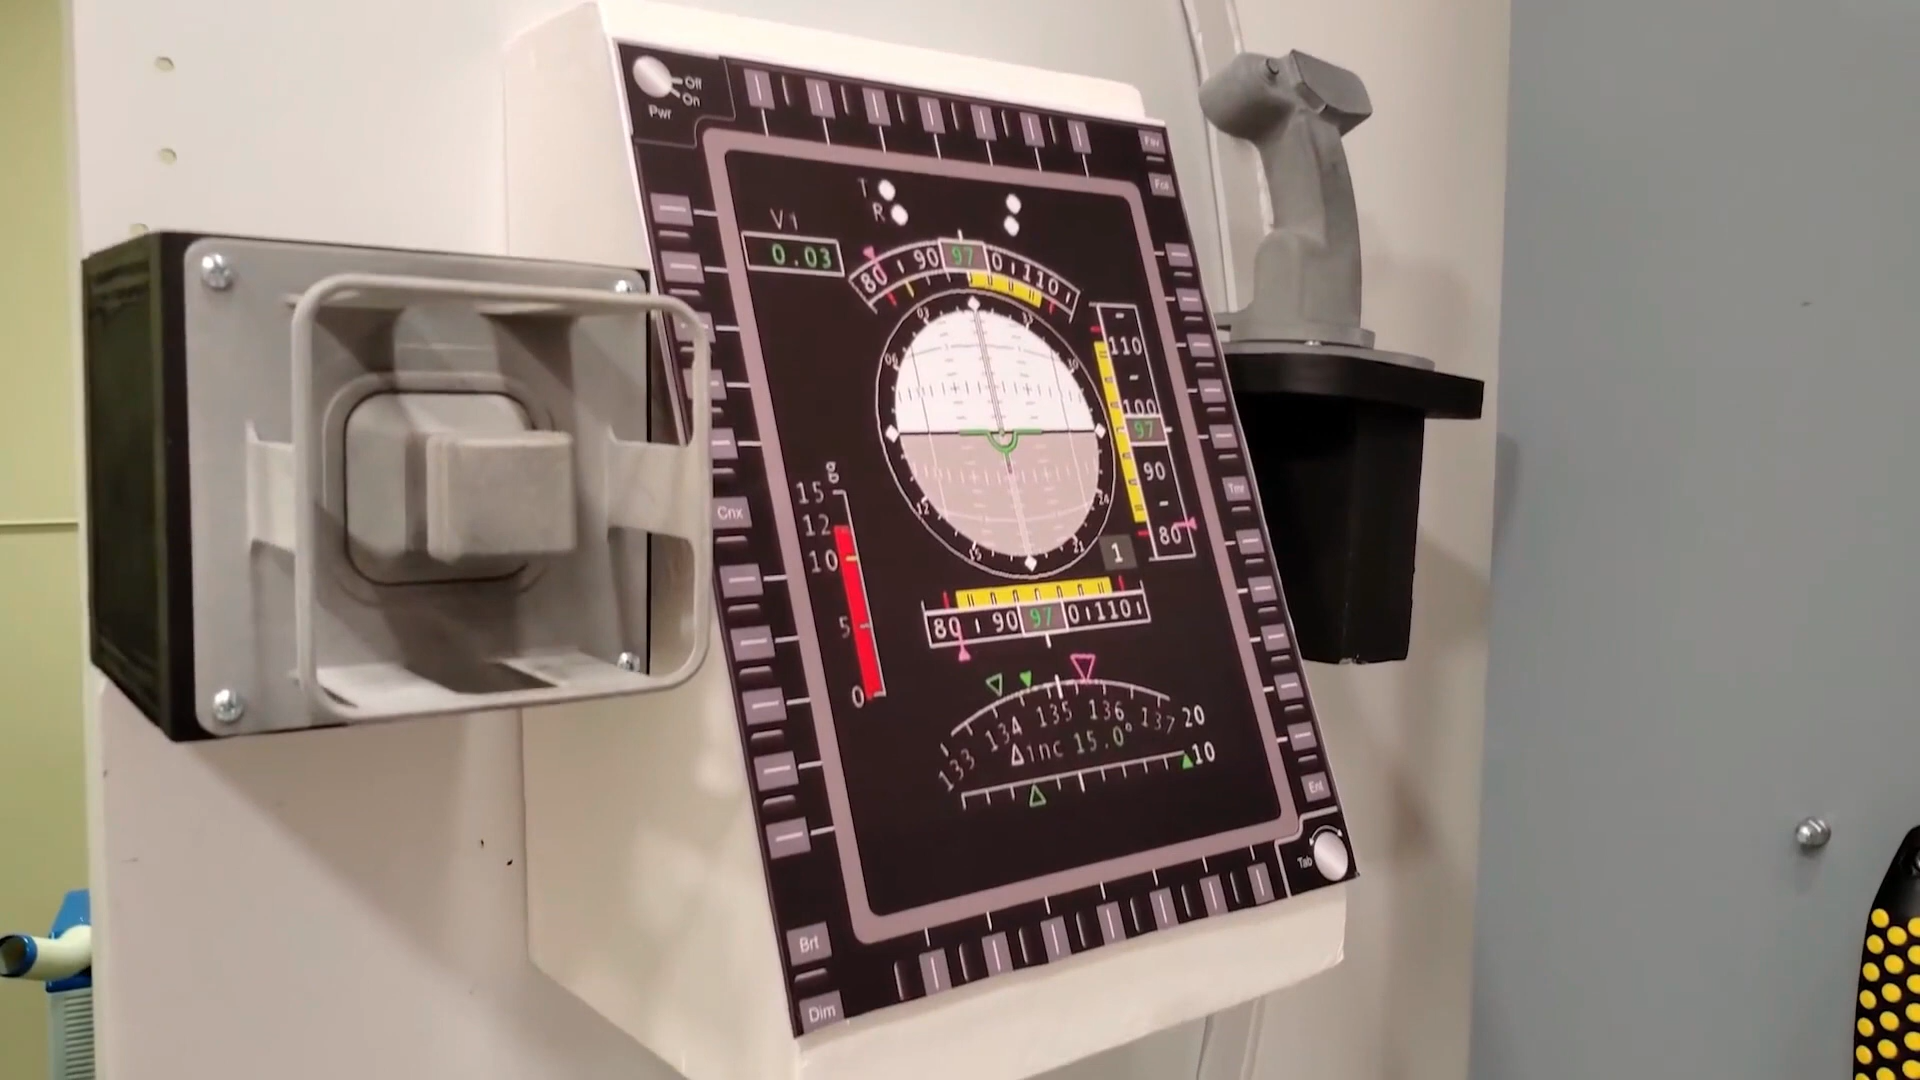 Off
On
Pwr
T
R
V1
0.03
80 90 97 0 110
110
100
97
90
80
g
15
12
10
5
0
1
80 90 97 0 110
133 134 135 136 137 20
Δinc 15.0°
10
Cnx
Tmr
Ent
Tab
Brt
Dim